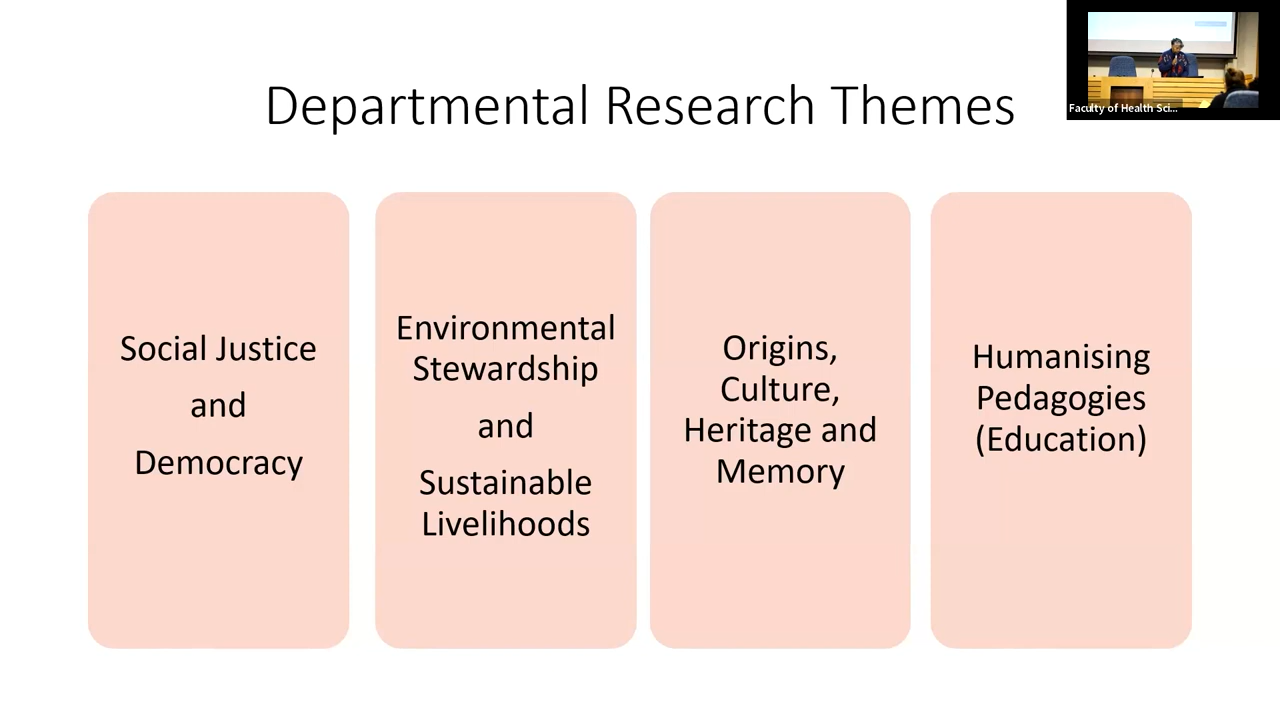 Departmental Research Themes
Faculty of Health Sci...
Social Justice
and
Democracy
Environmental
Stewardship
and
Sustainable
Livelihoods
Origins,
Culture,
Heritage and
Memory
Humanising
Pedagogies
(Education)